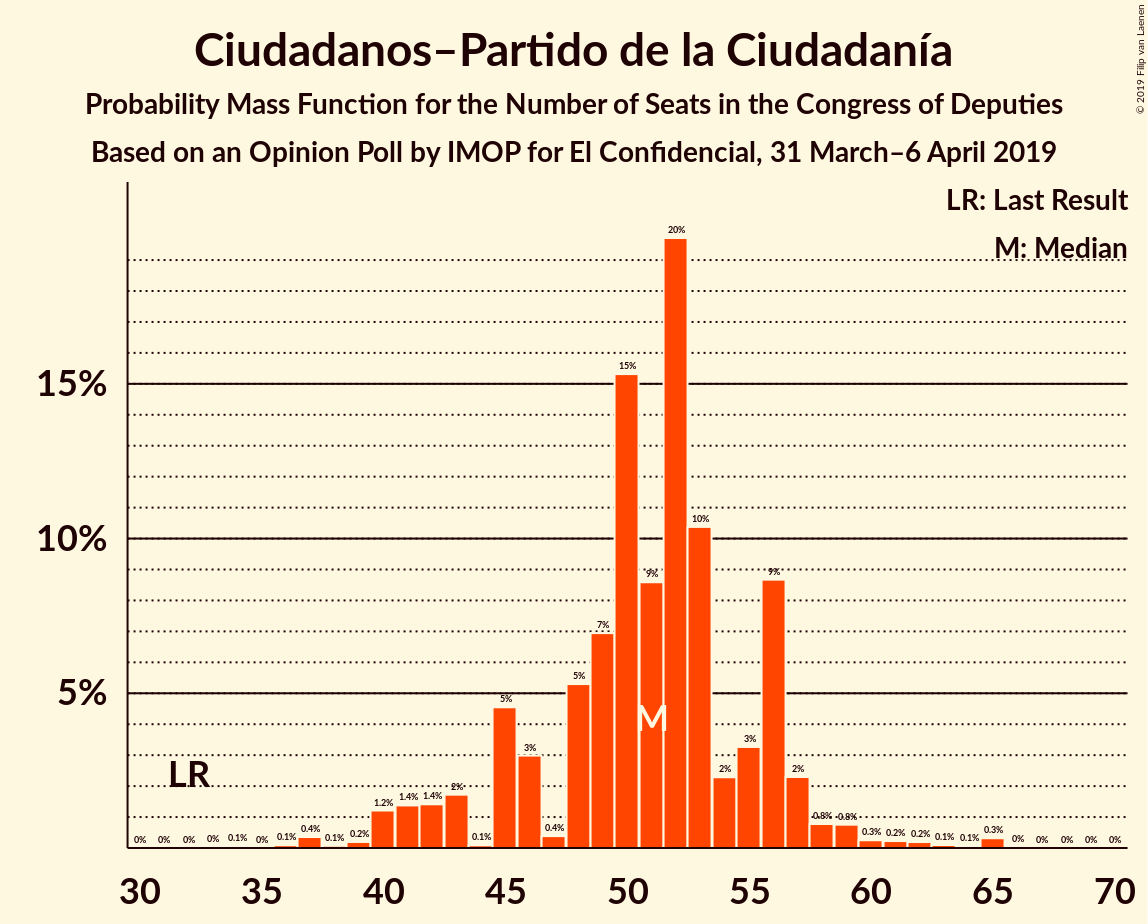 Ciudadanos–Partido de la Ciudadanía
Probability Mass Function for the Number of Seats in the Congress of Deputies
Based on an Opinion Poll by IMOP for El Confidencial, 31 March–6 April 2019
© 2019 Filip van Laenen
LR: Last Result
M: Median
15%
10%
5%
0% 0% 0% 0% 0.1% 0% 0.1% 0.4% 0.1% 0.2% 1.2% 1.4% 1.4% 2% 0.1% 5% 3% 0.4% 5% 7% 15% 9% 20% 10% 2% 3% 9% 2% 0.8% 0.8% 0.3% 0.2% 0.2% 0.1% 0.1% 0.3% 0% 0% 0% 0% 0%
LR
M
30 35 40 45 50 55 60 65 70